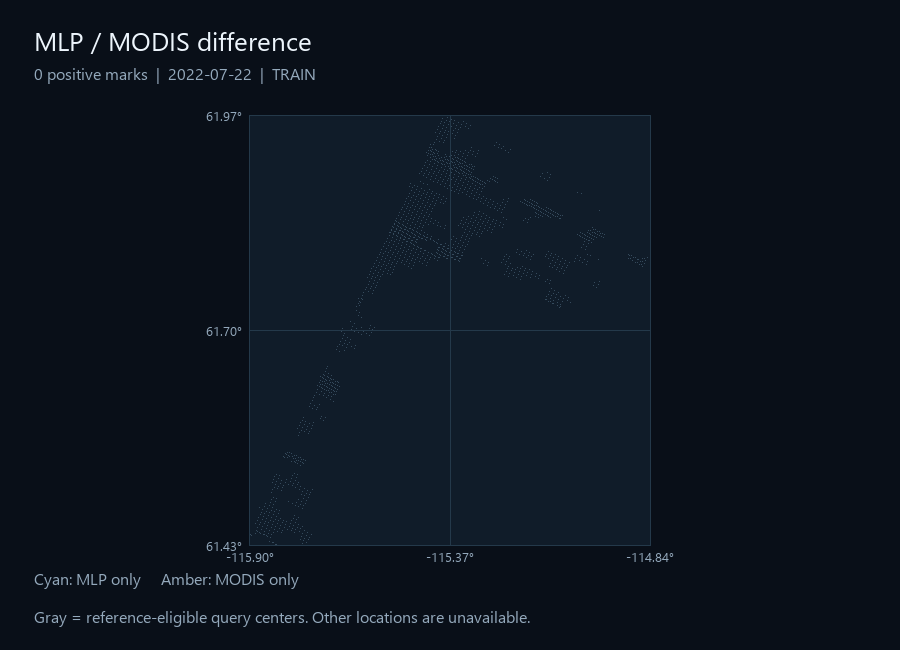 MLP / MODIS difference
0 positive marks | 2022-07-22 | TRAIN
61.97°
61.70°
61.43°
-115.90° -115.37° -114.84°
Cyan: MLP only Amber: MODIS only
Gray = reference-eligible query centers. Other locations are unavailable.